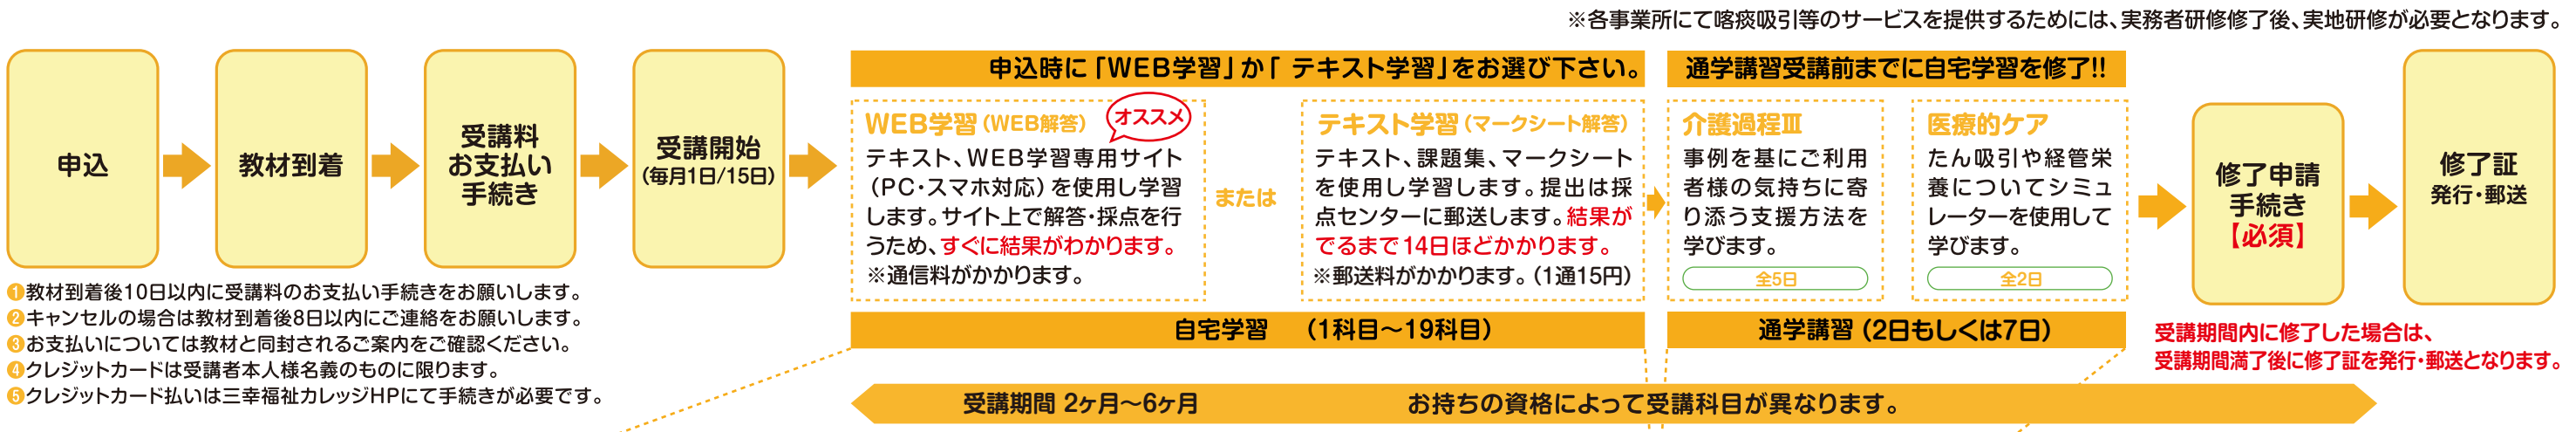 ※各事業所にて喀痰吸引等のサービスを提供するためには、実務者研修修了後、実地研修が必要となります。
申込
教材到着
受講料
お支払い
手続き
受講開始
（毎月1日/15日）
申込時に「WEB学習」か「 テキスト学習」をお選び下さい。
WEB学習（WEB解答）
オススメ
テキスト、WEB学習専用サイト
（PC・スマホ対応）を使用し学習
します。サイト上で解答・採点を行
うため、すぐに結果がわかります。
※通信料がかかります。
または
テキスト学習（マークシート解答）
テキスト、課題集、マークシート
を使用し学習します。提出は採
点センターに郵送します。結果が
でるまで14日ほどかかります。
※郵送料がかかります。（1通15円）
自宅学習　（1科目～19科目）
通学講習受講前までに自宅学習を修了!!
介護過程Ⅲ
事例を基にご利用
者様の気持ちに寄
り添う支援方法を
学びます。
全5日
医療的ケア
たん吸引や経管栄
養についてシミュ
レーターを使用して
学びます。
全2日
通学講習（2日もしくは7日）
修了申請
手続き
【必須】
修了証
発行・郵送
❶教材到着後10日以内に受講料のお支払い手続きをお願いします。
❷キャンセルの場合は教材到着後8日以内にご連絡をお願いします。
❸お支払いについては教材と同封されるご案内をご確認ください。
❹クレジットカードは受講者本人様名義のものに限ります。
❺クレジットカード払いは三幸福祉カレッジHPにて手続きが必要です。
受講期間内に修了した場合は、
受講期間満了後に修了証を発行・郵送となります。
受講期間 2ヶ月～6ヶ月　お持ちの資格によって受講科目が異なります。